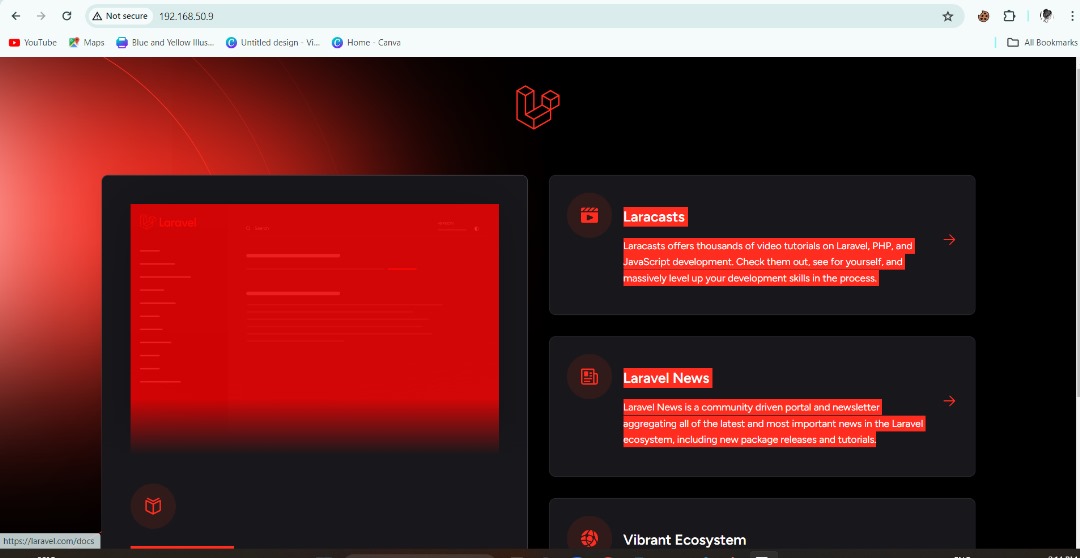 Not secure 192.168.50.9
YouTube Maps Blue and Yellow Illus... Untitled design - Vi... Home - Canva All Bookmarks
Laravel
Laracasts
Laracasts offers thousands of video tutorials on Laravel, PHP, and
JavaScript development. Check them out, see for yourself, and
massively level up your development skills in the process.
Laravel News
Laravel News is a community driven portal and newsletter
aggregating all of the latest and most important news in the Laravel
ecosystem, including new package releases and tutorials.
Vibrant Ecosystem
https://laravel.com/docs